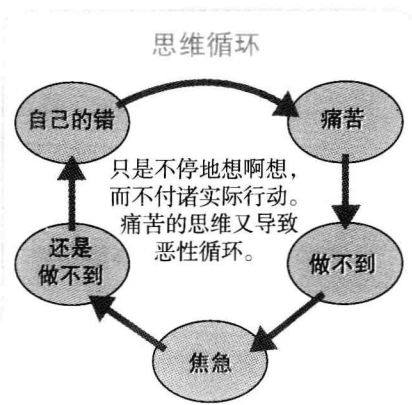 思维循环
自己的错
痛苦
只是不停地想啊想，
而不付诸实际行动。
痛苦的思维又导致
恶性循环。
还是
做不到
做不到
焦急